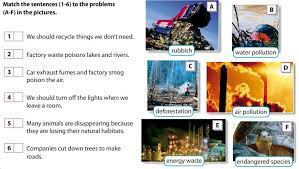 Match the sentences (1-6) to the problems
(A-F) in the pictures.
1 We should recycle things we don't need.
2 Factory waste poisons lakes and rivers.
3 Car exhaust fumes and factory smog
poison the air.
4 We should turn off the lights when we
leave a room.
5 Many animals are disappearing because
they are losing their natural habitats.
6 Companies cut down trees to make
roads.
A
rubbish
B
water pollution
C
deforestation
D
air pollution
E
energy waste
F
endangered species